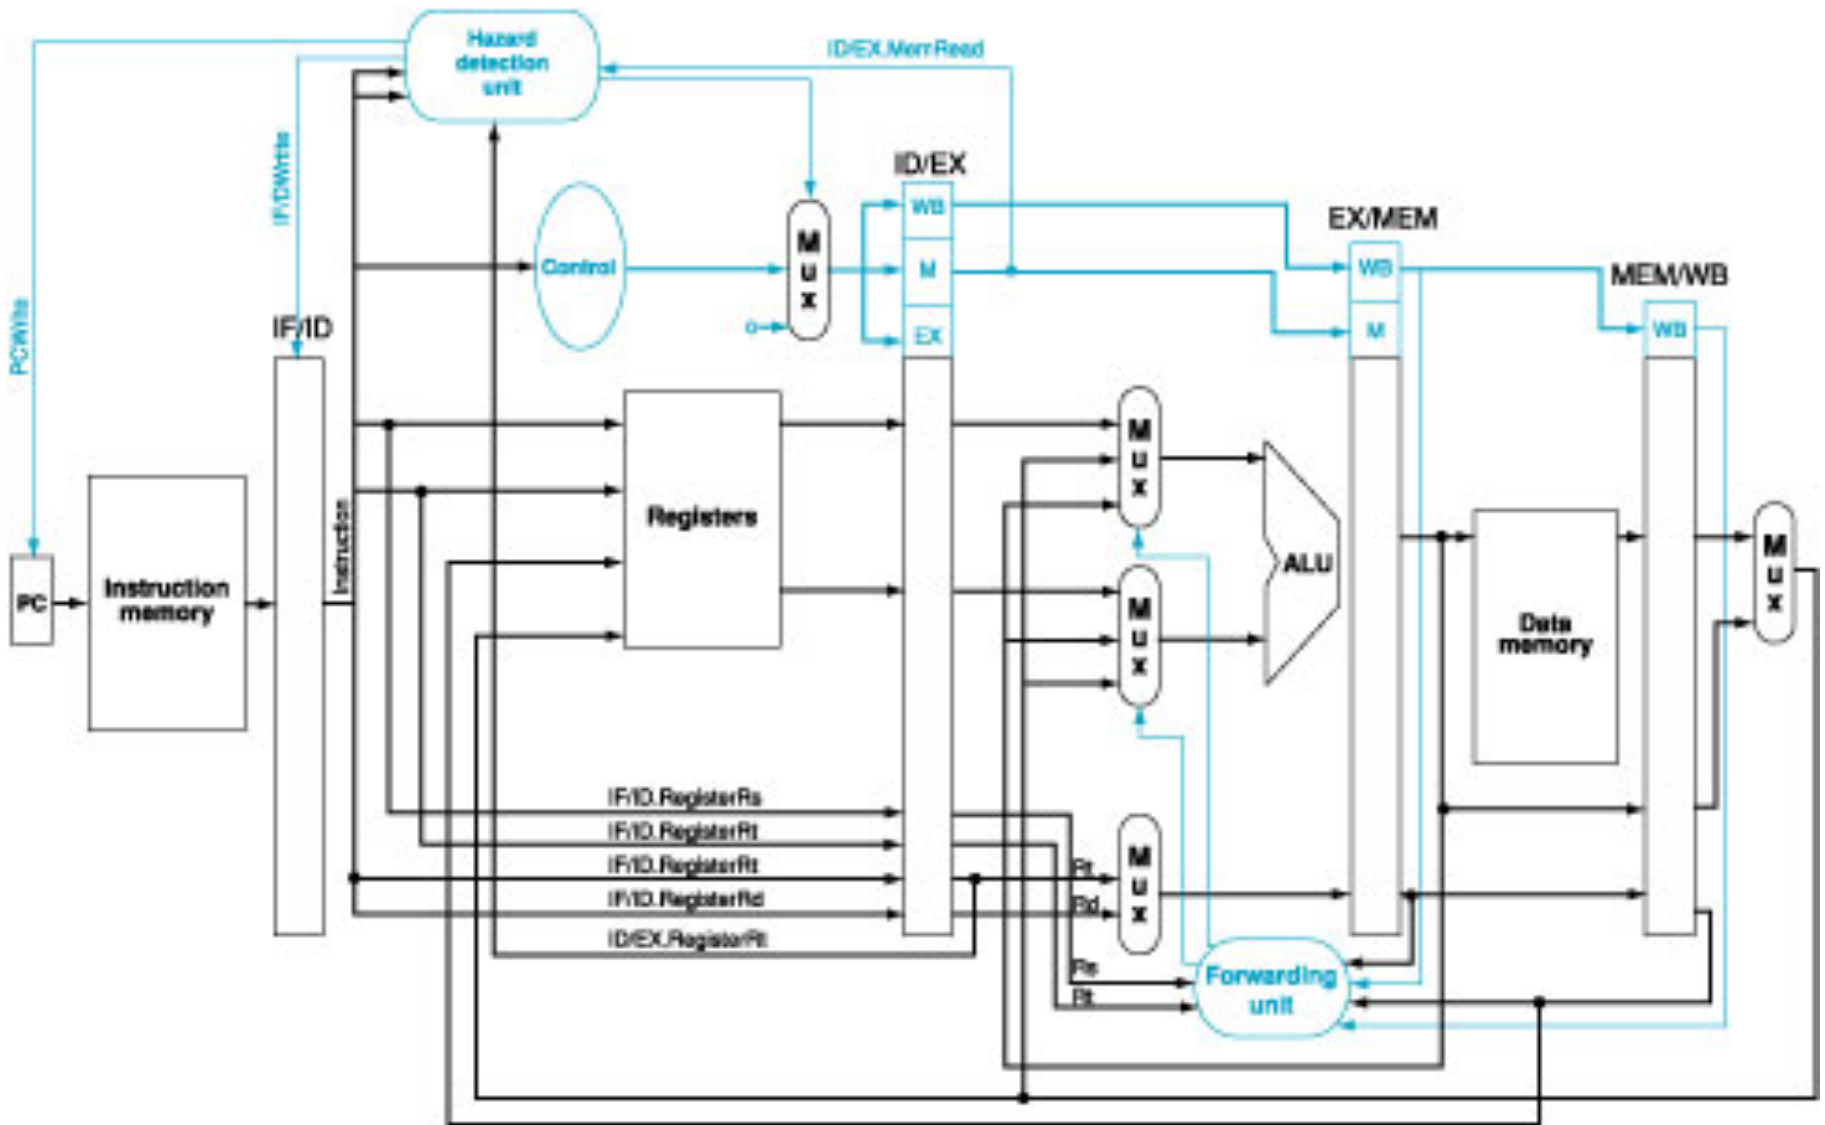 Hazard
detection
unit
ID/EX.MemRead
IF/IDWrite
PCWrite
ID/EX
WB
M
EX
EX/MEM
WB
M
MEM/WB
WB
Control
M
u
x
0
IF/ID
PC
Instruction
memory
Instruction
Registers
M
u
x
M
u
x
ALU
Data
memory
M
u
x
IF/ID.RegisterRs
IF/ID.RegisterRt
IF/ID.RegisterRt
IF/ID.RegisterRd
ID/EX.RegisterRt
Rt
Rd
M
u
x
Rs
Rt
Forwarding
unit